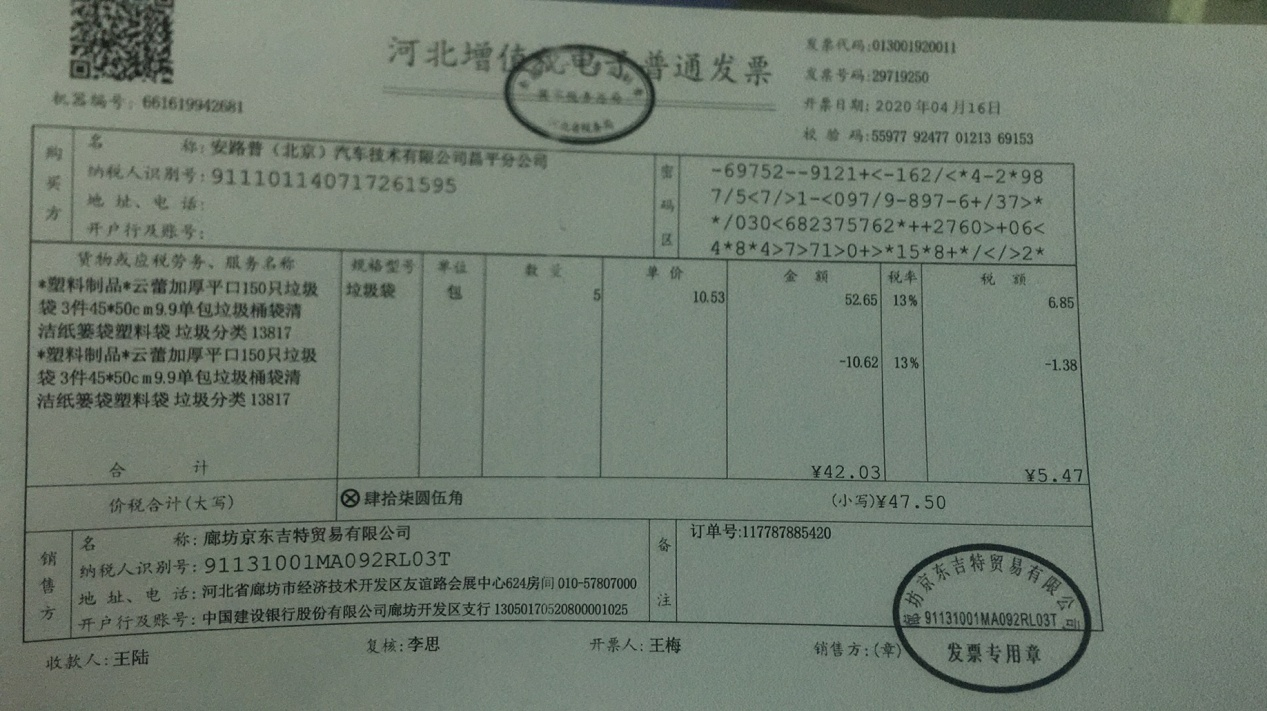 河北增值税电子普通发票
发票代码:013001920011
发票号码:29719250
开票日期: 2020 年04月16日
校 验 码:55977 92477 01213 69153
机器编号: 661619942681
购买方
名 称:安路普（北京）汽车技术有限公司昌平分公司
纳税人识别号:911101140717261595
地 址、电 话:
开户行及账号:
密码区
-69752--9121+<-162/<*4-2*98
7/5<7/>1-<097/9-897-6+/37>*
*/030<682375762*++2760>+06<
4*8*4>7>71>0+>*15*8+*/</>2*
货物或应税劳务、服务名称 规格型号 单位 数 量 单 价 金 额 税率 税 额
*塑料制品*云蕾加厚平口150只垃圾 垃圾袋 包 5 10.53 52.65 13% 6.85
袋 3件45*50cm 9.9单包垃圾桶袋清
洁纸篓袋塑料袋 垃圾分类 13817
*塑料制品*云蕾加厚平口150只垃圾 -10.62 13% -1.38
袋 3件45*50cm 9.9单包垃圾桶袋清
洁纸篓袋塑料袋 垃圾分类 13817
合 计 ¥42.03 ¥5.47
价税合计(大写) ⊗肆拾柒圆伍角 (小写)¥47.50
销售方
名 称: 廊坊京东吉特贸易有限公司
纳税人识别号: 91131001MA092RL03T
地 址、电 话: 河北省廊坊市经济技术开发区友谊路会展中心624房间 010-57807000
开户行及账号: 中国建设银行股份有限公司廊坊开发区支行 13050170520800001025
备注
订单号:117787885420
廊坊京东吉特贸易有限公司
91131001MA092RL03T
发票专用章
收款人: 王陆 复核: 李思 开票人: 王梅 销售方: (章)